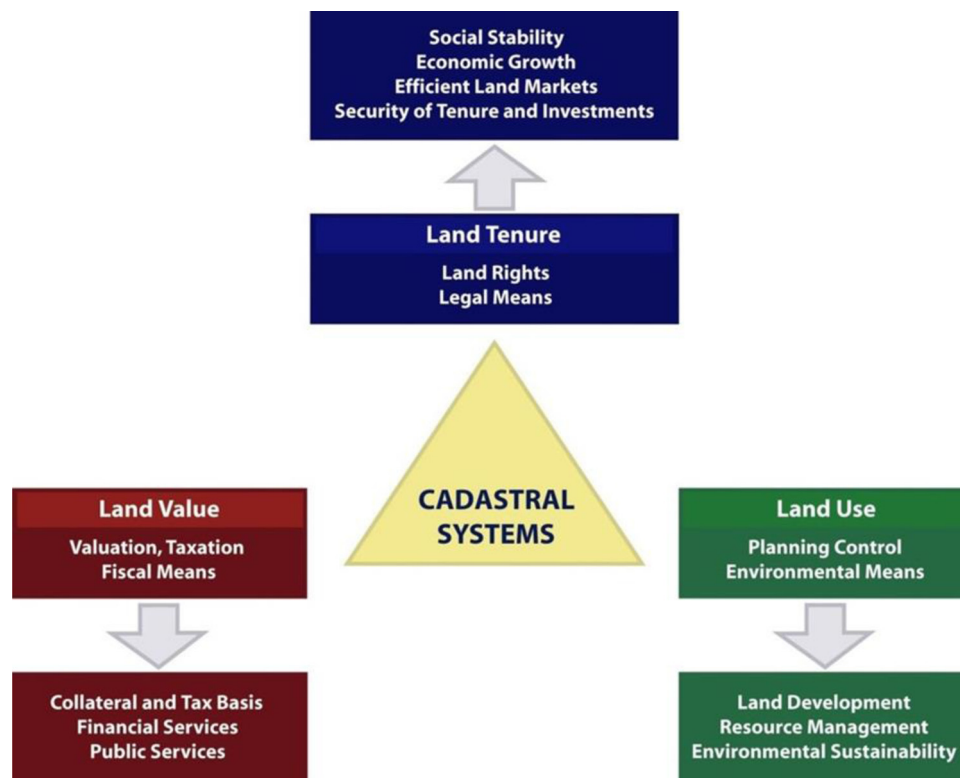 Social Stability
Economic Growth
Efficient Land Markets
Security of Tenure and Investments
Land Tenure
Land Rights
Legal Means
CADASTRAL
SYSTEMS
Land Value
Valuation, Taxation
Fiscal Means
Collateral and Tax Basis
Financial Services
Public Services
Land Use
Planning Control
Environmental Means
Land Development
Resource Management
Environmental Sustainability